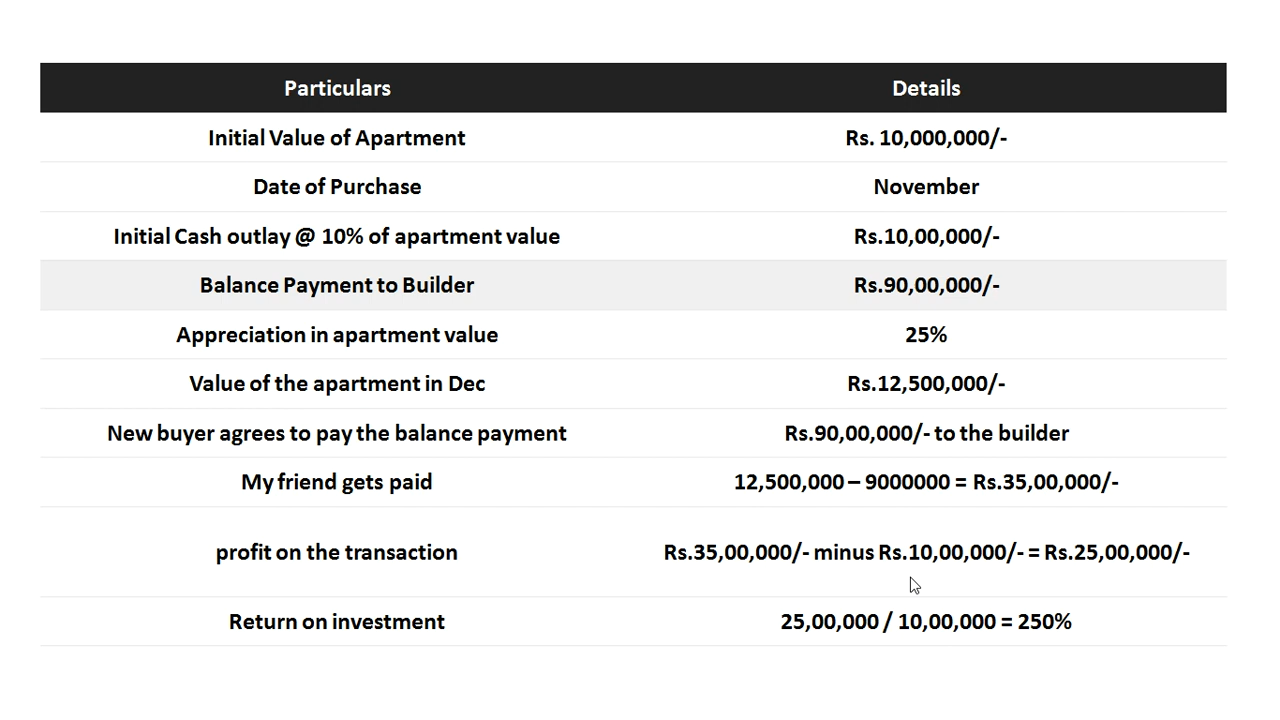 Particulars Details
Initial Value of Apartment Rs. 10,000,000/-
Date of Purchase November
Initial Cash outlay @ 10% of apartment value Rs.10,00,000/-
Balance Payment to Builder Rs.90,00,000/-
Appreciation in apartment value 25%
Value of the apartment in Dec Rs.12,500,000/-
New buyer agrees to pay the balance payment Rs.90,00,000/- to the builder
My friend gets paid 12,500,000 – 9000000 = Rs.35,00,000/-
profit on the transaction Rs.35,00,000/- minus Rs.10,00,000/- = Rs.25,00,000/-
Return on investment 25,00,000 / 10,00,000 = 250%